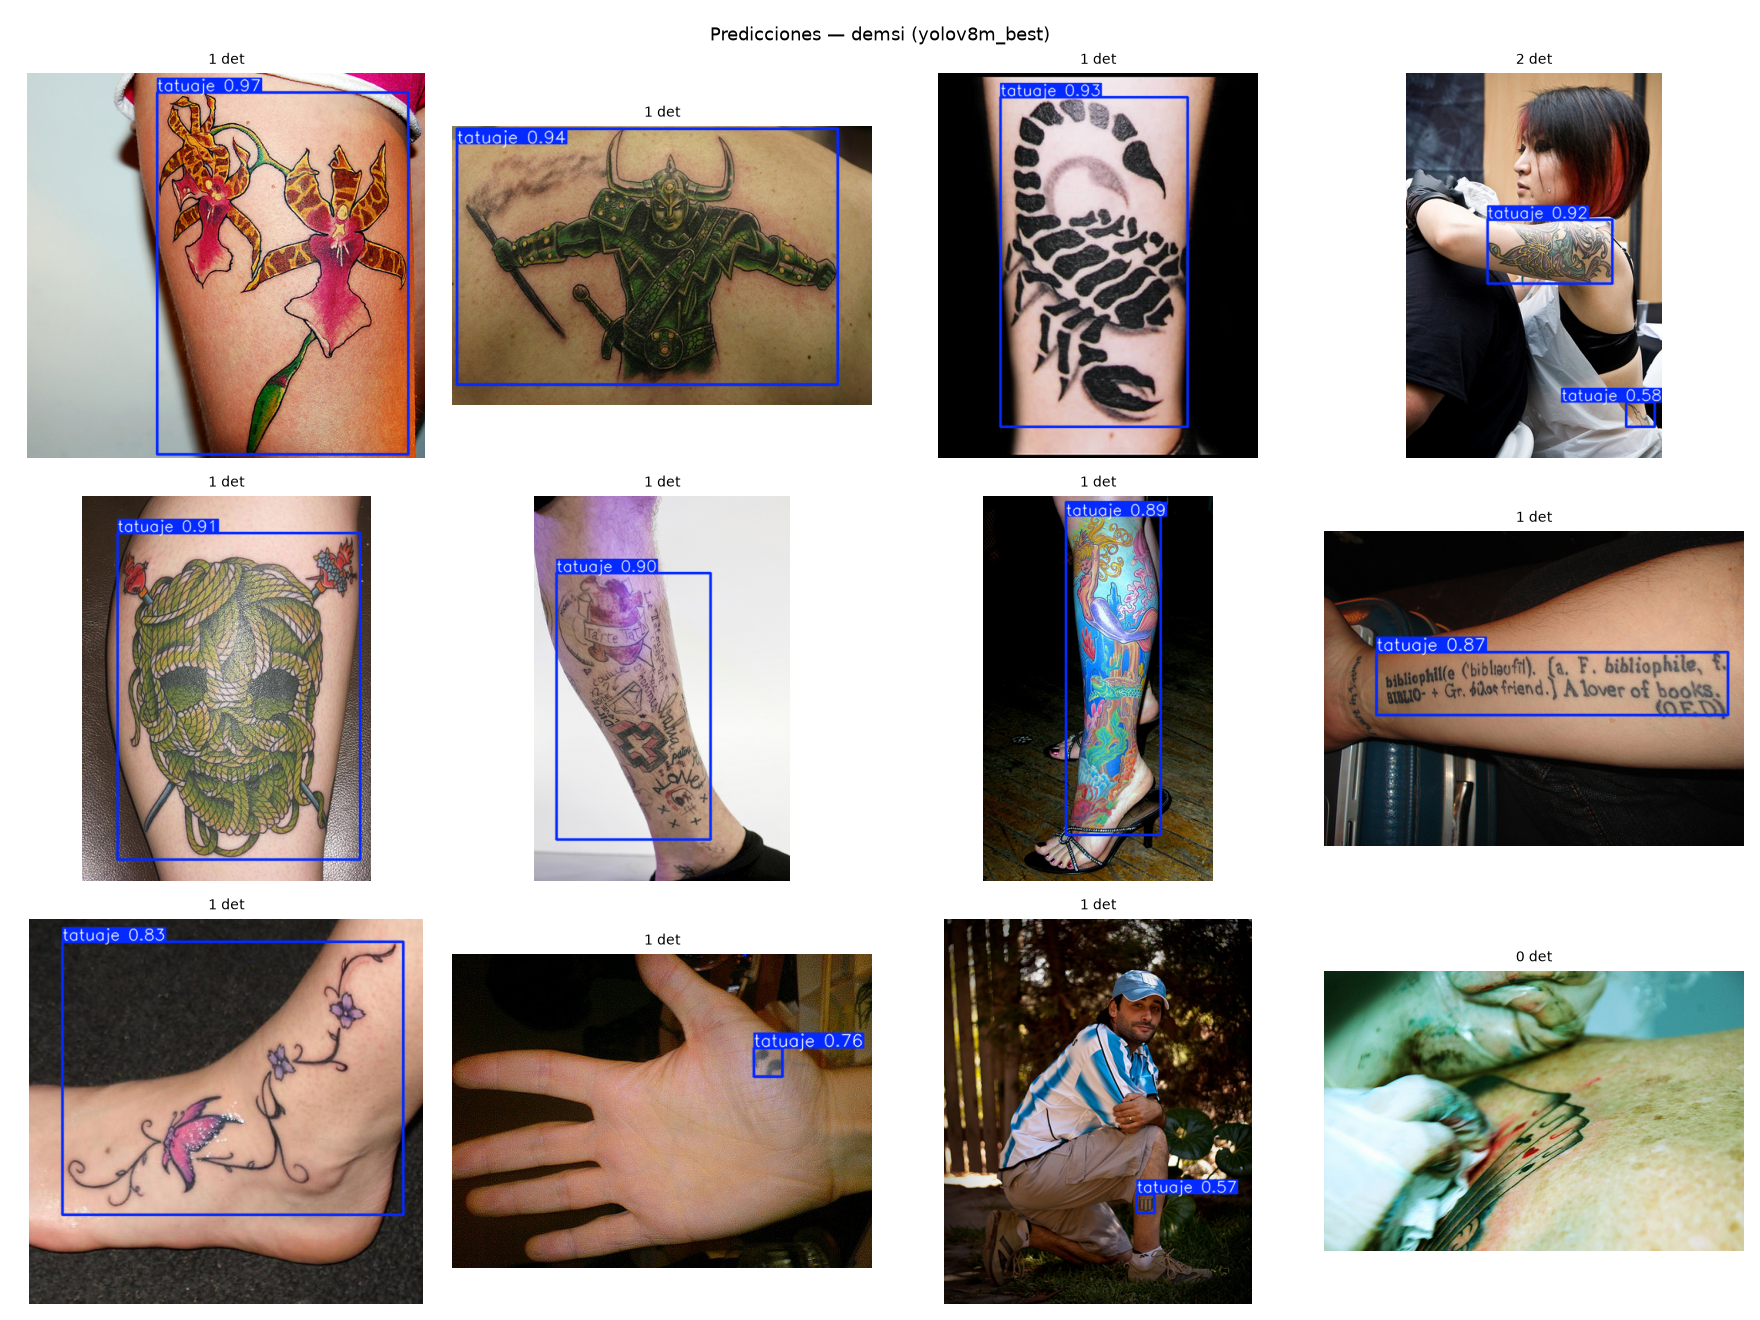 Predicciones — demsi (yolov8m_best)
1 det
tatuaje 0.97
1 det
tatuaje 0.94
1 det
tatuaje 0.93
2 det
tatuaje 0.92
tatuaje 0.58
1 det
tatuaje 0.91
1 det
tatuaje 0.90
Love
1 det
tatuaje 0.89
1 det
tatuaje 0.87
bibliophil(e ('biblɪəʊfɪl). {a. F. bibliophile, f.
BIBLIO- + Gr. φίλος friend.} A lover of books.
(O.E.D)
1 det
tatuaje 0.83
1 det
tatuaje 0.76
1 det
tatuaje 0.57
0 det